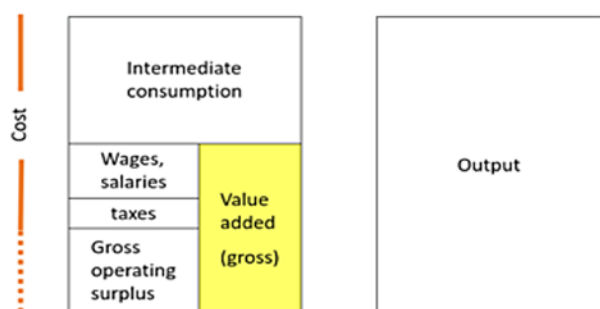 Cost
Intermediate
consumption
Wages,
salaries
taxes
Gross
operating
surplus
Value
added
(gross)
Output